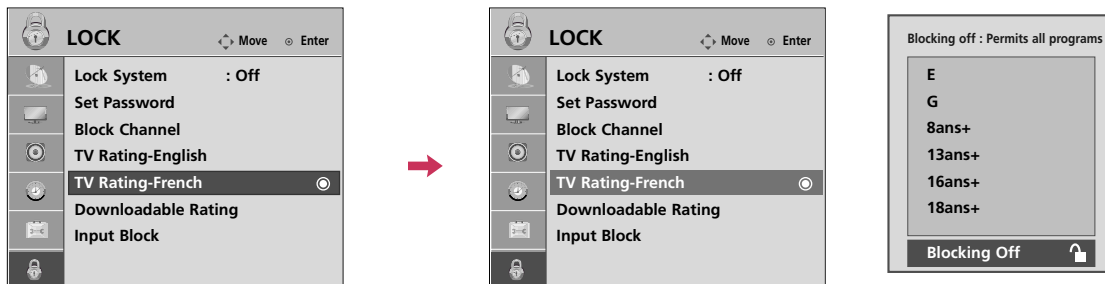 LOCK
Move
Enter
Lock System : Off
Set Password
Block Channel
TV Rating-English
TV Rating-French
Downloadable Rating
Input Block
LOCK
Move
Enter
Lock System : Off
Set Password
Block Channel
TV Rating-English
TV Rating-French
Downloadable Rating
Input Block
Blocking off : Permits all programs
E
G
8ans+
13ans+
16ans+
18ans+
Blocking Off